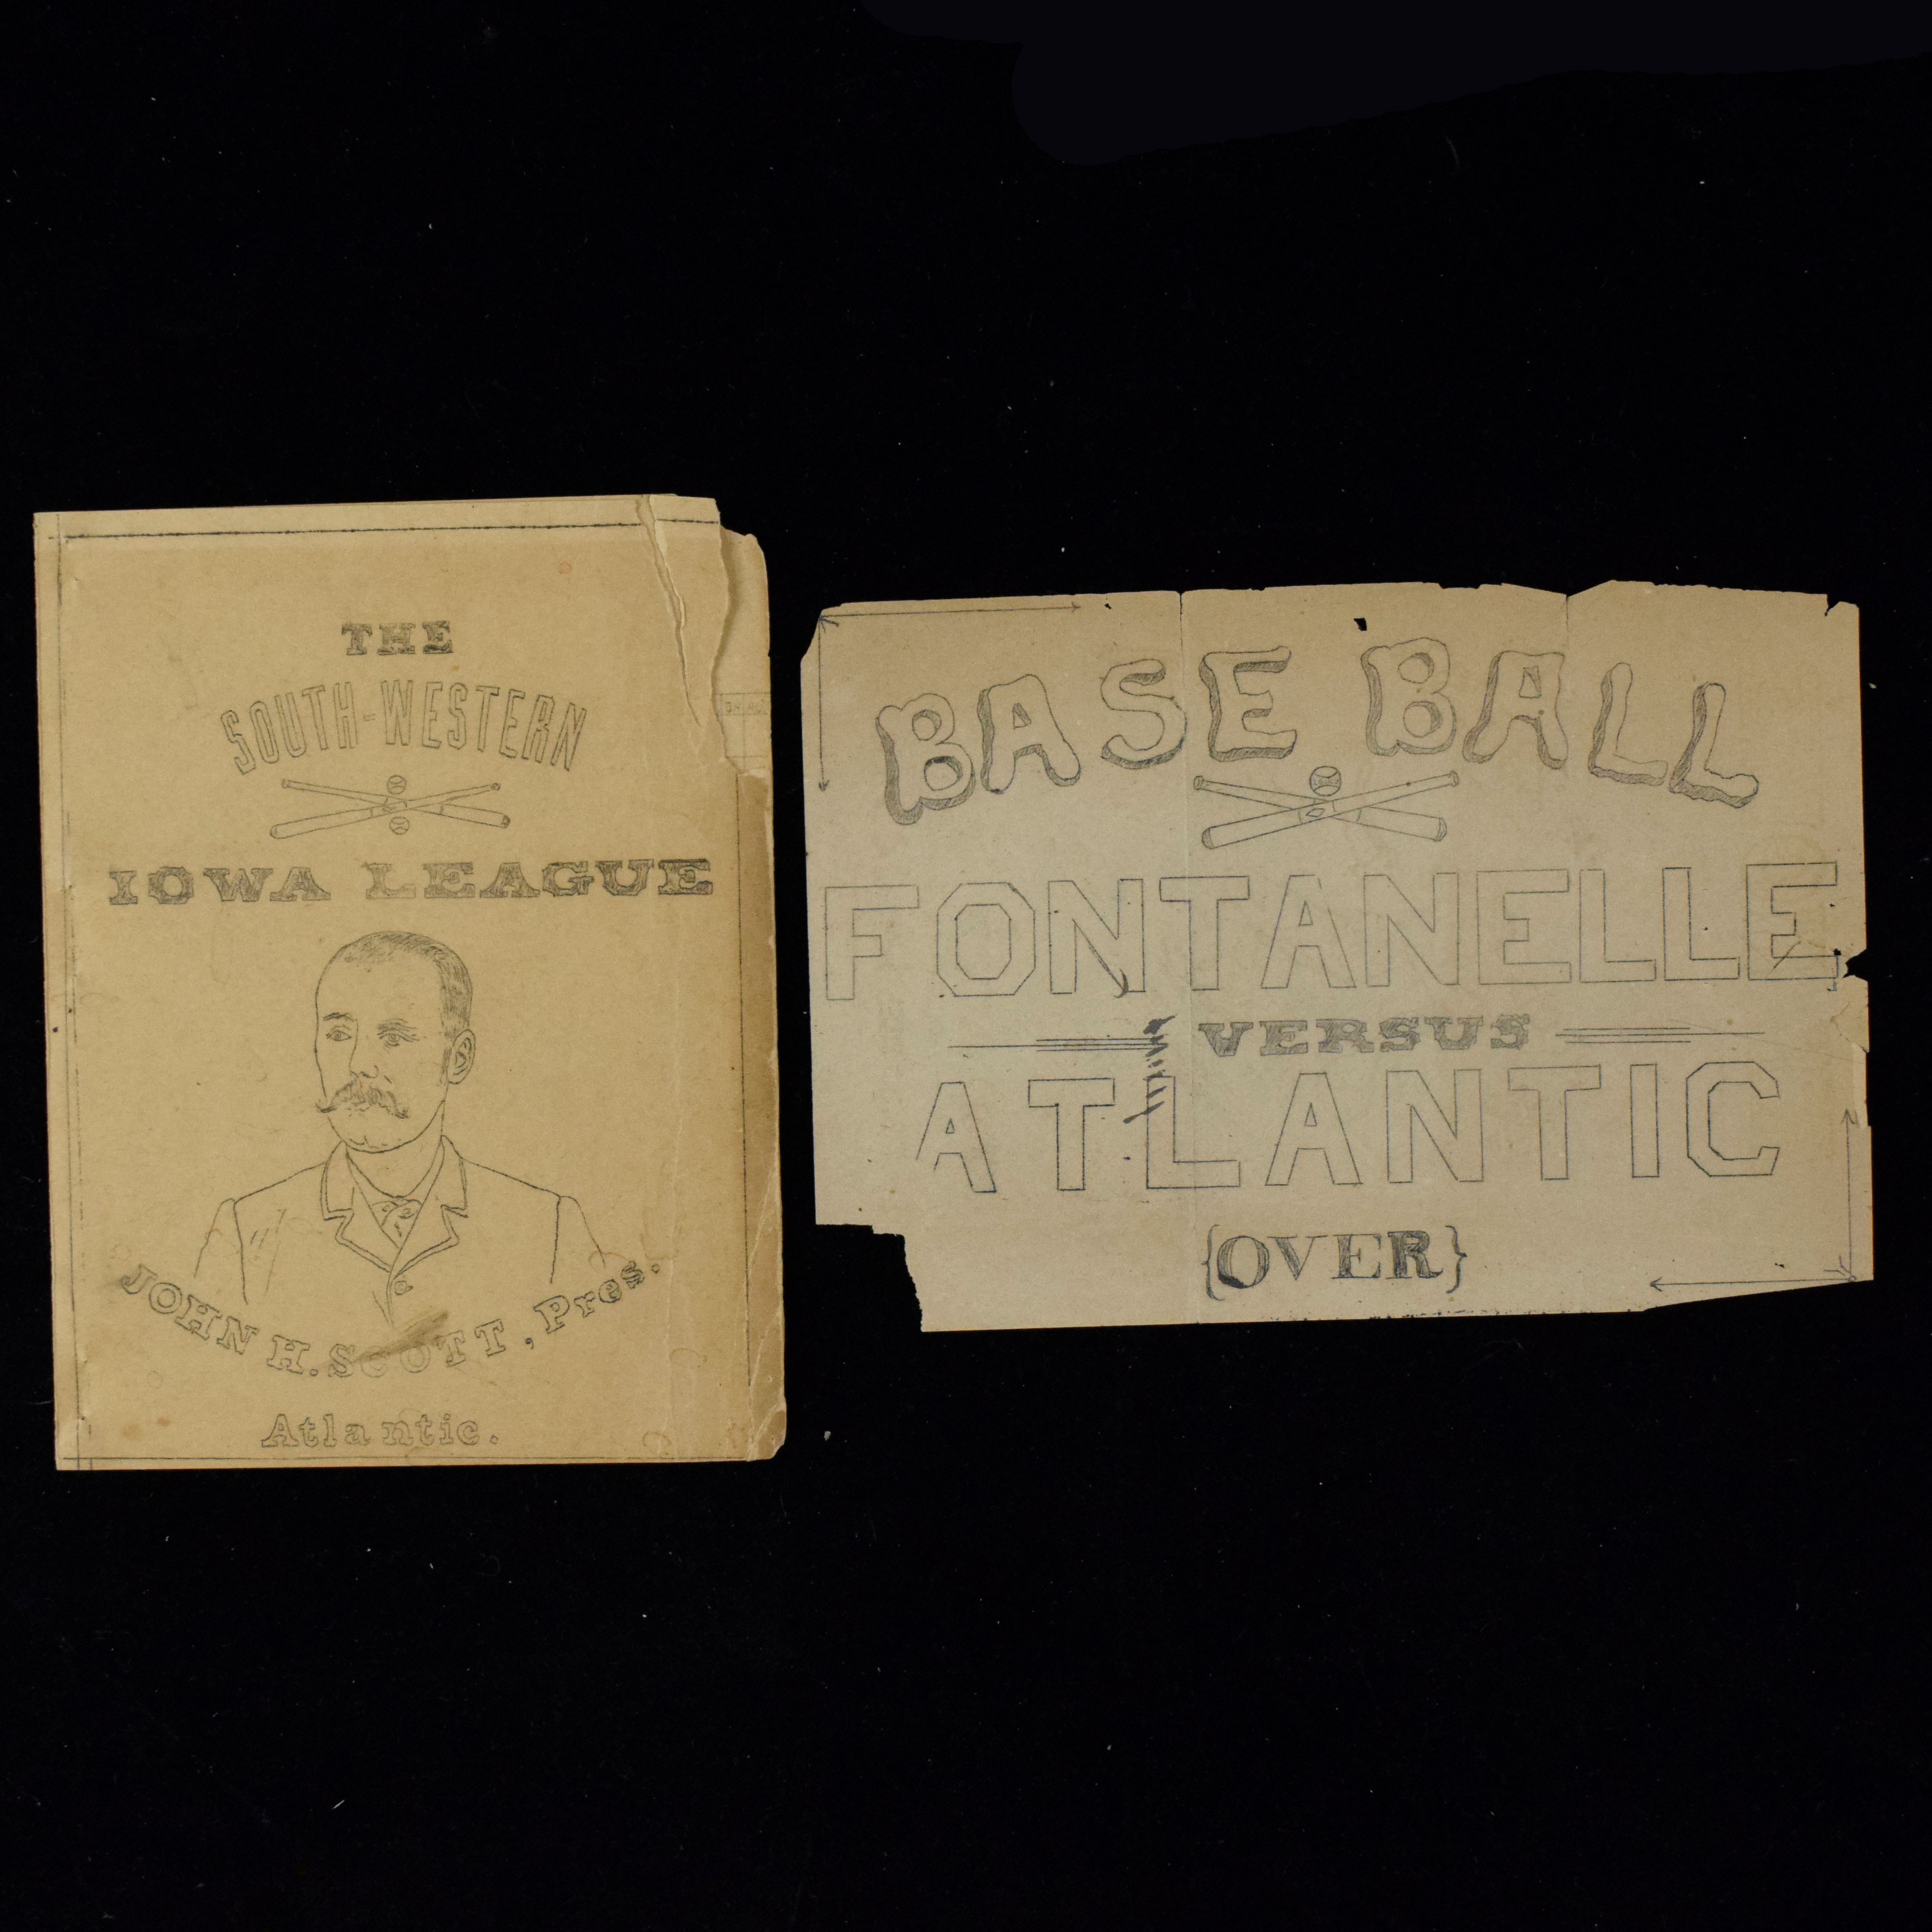 THE
SOUTH-WESTERN
IOWA LEAGUE
JOHN H. SCOTT, Pres.
Atlantic.
BASE BALL
FONTANELLE
VERSUS
ATLANTIC
{OVER}